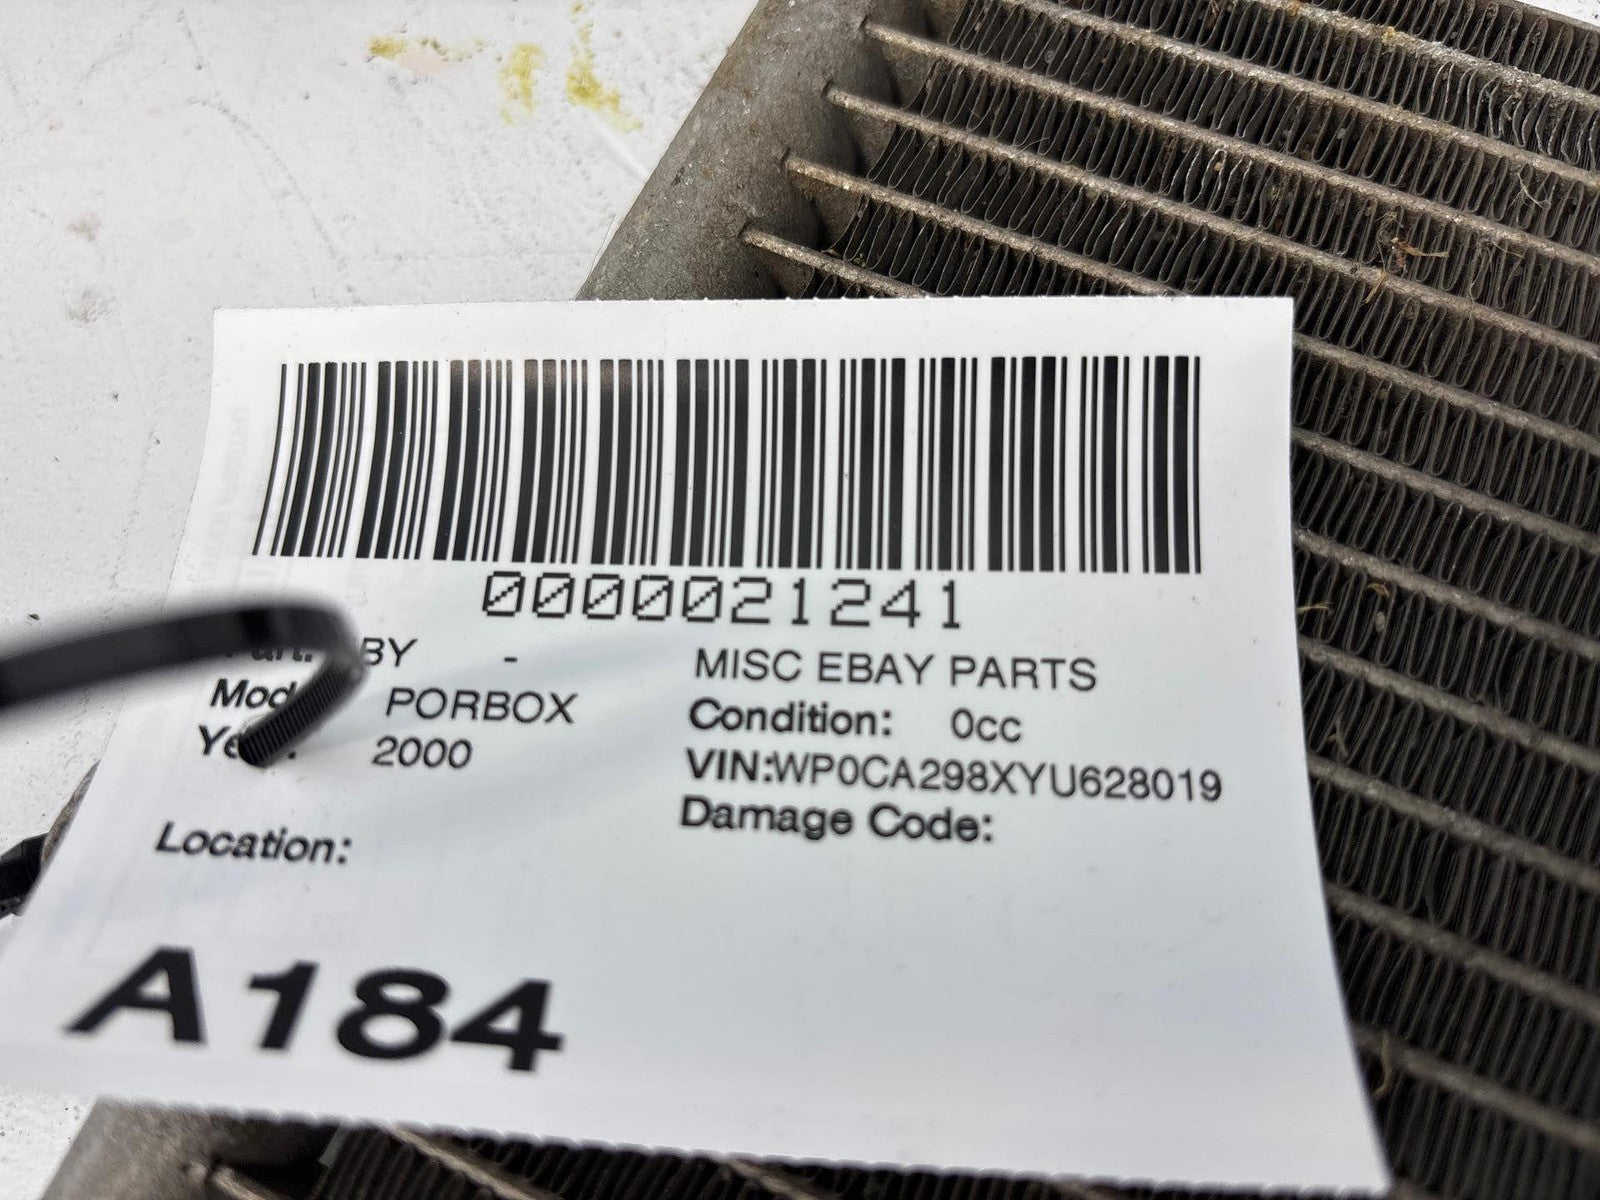 0000021241
BY - MISC EBAY PARTS
PORBOX Condition: 0cc
2000 VIN:WP0CA298XYU628019
Location: Damage Code:
A184